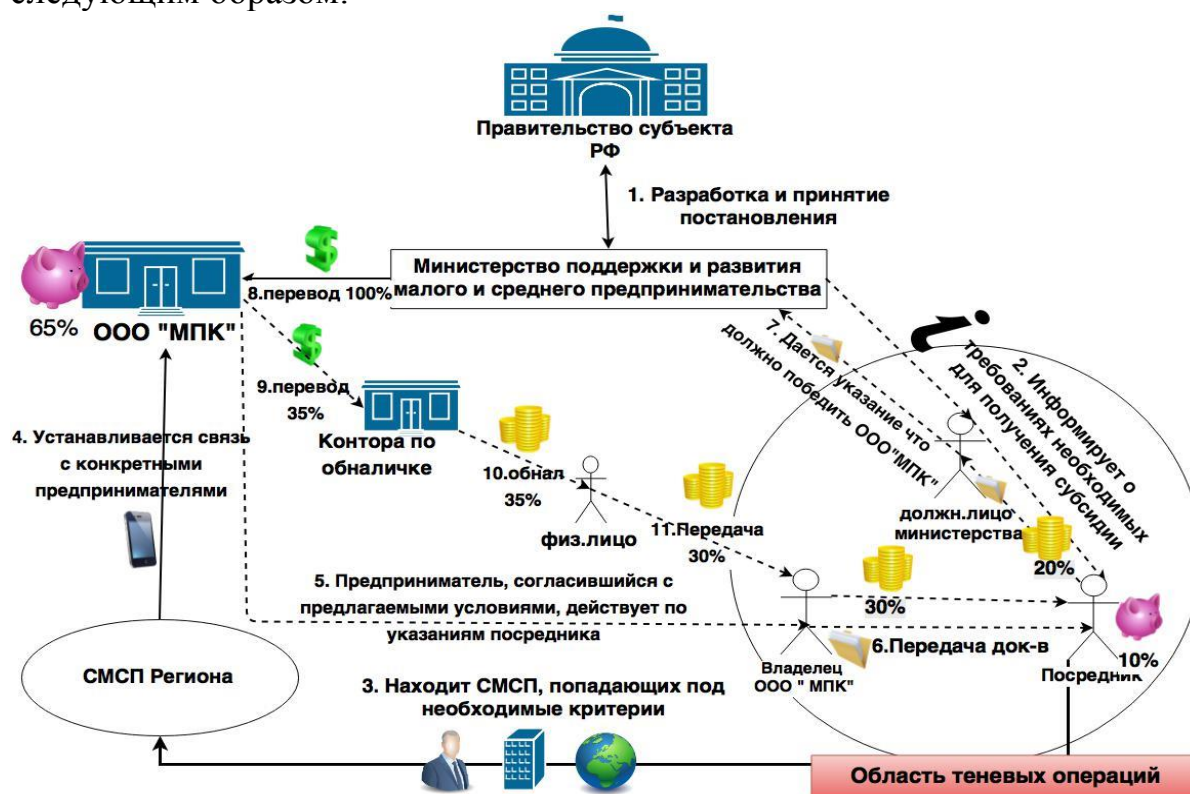 следующим образом:
Правительство субъекта
РФ
1. Разработка и принятие
постановления
Министерство поддержки и развития
малого и среднего предпринимательства
8.перевод 100%
65%
ООО "МПК"
9.перевод
35%
Контора по
обналичке
4. Устанавливается связь
с конкретными
предпринимателями
10.обнал
35%
физ.лицо
11.Передача
30%
7. Дается указание что
должно победить ООО"МПК"
2. Информирует о
требованиях необходимых
для получения субсидии
должн.лицо
министерства
20%
30%
5. Предприниматель, согласившийся с
предлагаемыми условиями, действует по
указаниям посредника
6.Передача док-в
Владелец
ООО " МПК"
10%
Посредник
СМСП Региона
3. Находит СМСП, попадающих под
необходимые критерии
Область теневых операций